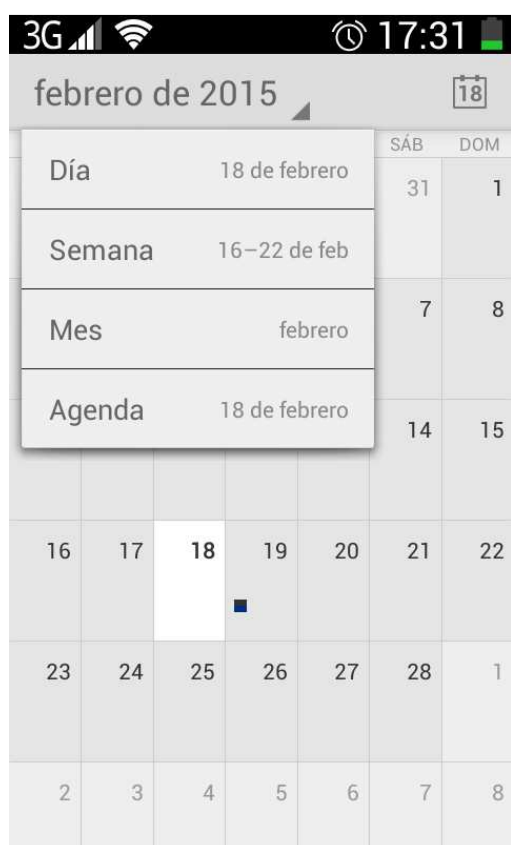 3G 17:31
febrero de 2015 18
SÁB DOM
Día 18 de febrero
31 1
Semana 16–22 de feb
Mes febrero
7 8
Agenda 18 de febrero
14 15
16 17 18 19 20 21 22
23 24 25 26 27 28 1
2 3 4 5 6 7 8